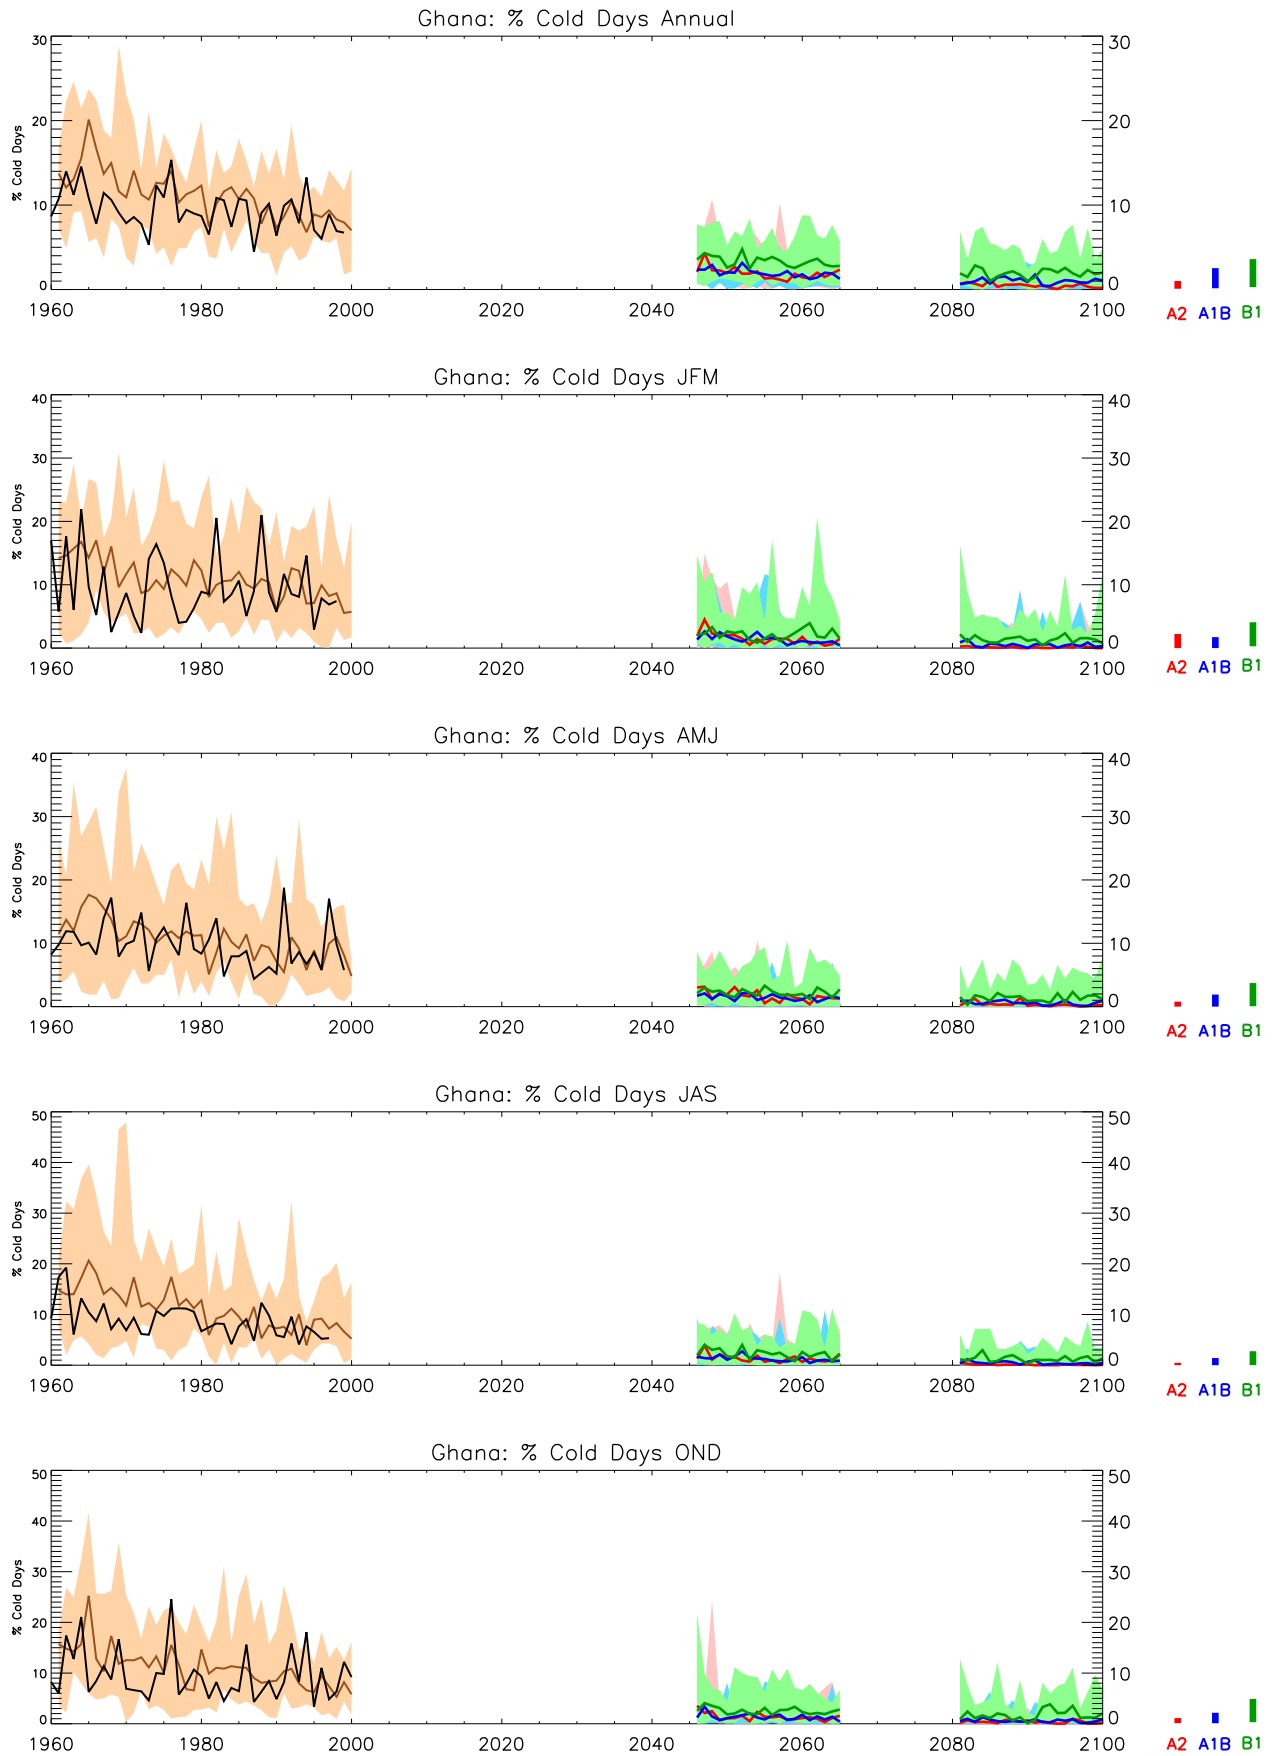 Ghana: % Cold Days Annual
% Cold Days
30 20 10 0
30 20 10 0
1960 1980 2000 2020 2040 2060 2080 2100
A2 A1B B1
Ghana: % Cold Days JFM
% Cold Days
40 30 20 10 0
40 30 20 10 0
1960 1980 2000 2020 2040 2060 2080 2100
A2 A1B B1
Ghana: % Cold Days AMJ
% Cold Days
40 30 20 10 0
40 30 20 10 0
1960 1980 2000 2020 2040 2060 2080 2100
A2 A1B B1
Ghana: % Cold Days JAS
% Cold Days
50 40 30 20 10 0
50 40 30 20 10 0
1960 1980 2000 2020 2040 2060 2080 2100
A2 A1B B1
Ghana: % Cold Days OND
% Cold Days
50 40 30 20 10 0
50 40 30 20 10 0
1960 1980 2000 2020 2040 2060 2080 2100
A2 A1B B1